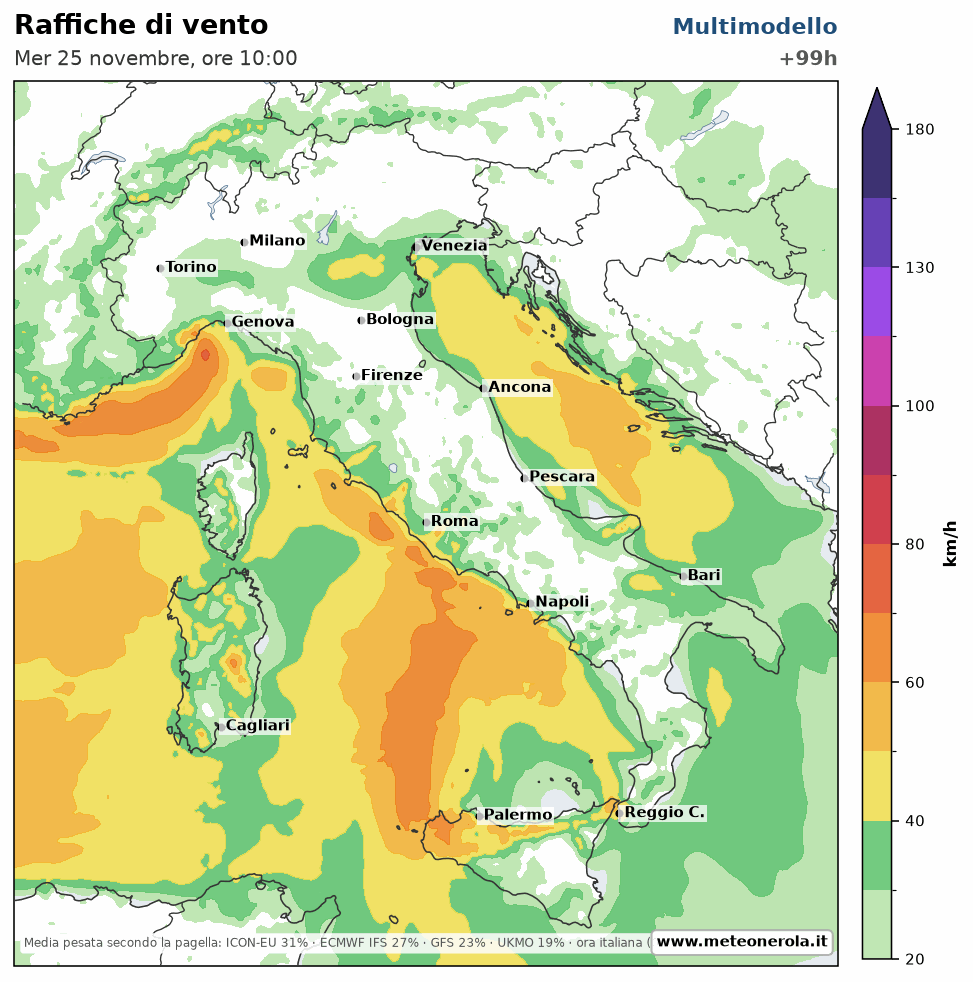 Raffiche di vento
Multimodello
Mer 25 novembre, ore 10:00
+99h
180
Venezia
Milano
Torino
130
Genova
Bologna
Firenze
Ancona
100
Pescara
Roma
80
km/h
Bari
Napoli
60
Cagliari
Palermo
Reggio C.
40
Media pesata secondo la pagella: ICON-EU 31% · ECMWF IFS 27% · GFS 23% · UKMO 19% · ora italiana (
www.meteonerola.it
20